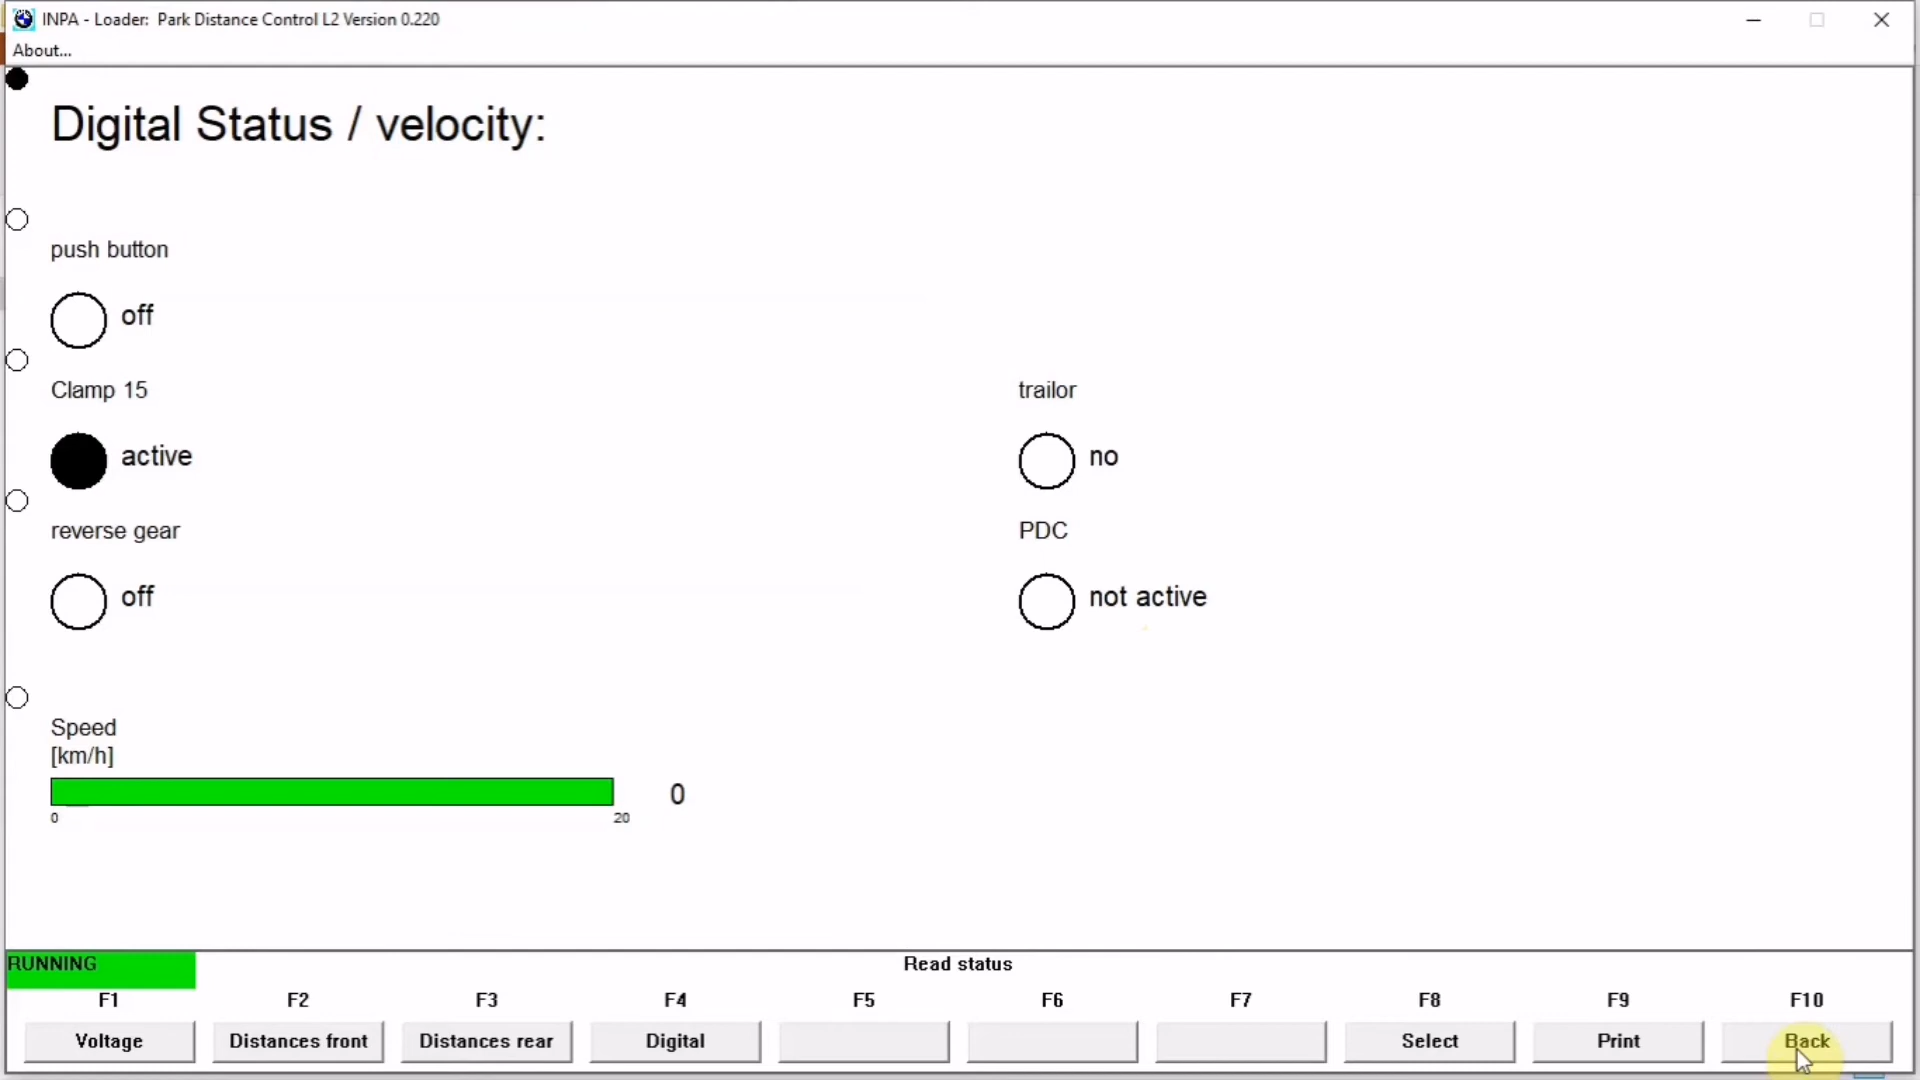 INPA - Loader:  Park Distance Control L2 Version 0.220
About...
Digital Status / velocity:
push button
off
Clamp 15
trailor
active
no
reverse gear
PDC
off
not active
Speed
[km/h]
0
0
20
RUNNING
Read status
F1 F2 F3 F4 F5 F6 F7 F8 F9 F10
Voltage Distances front Distances rear Digital Select Print Back